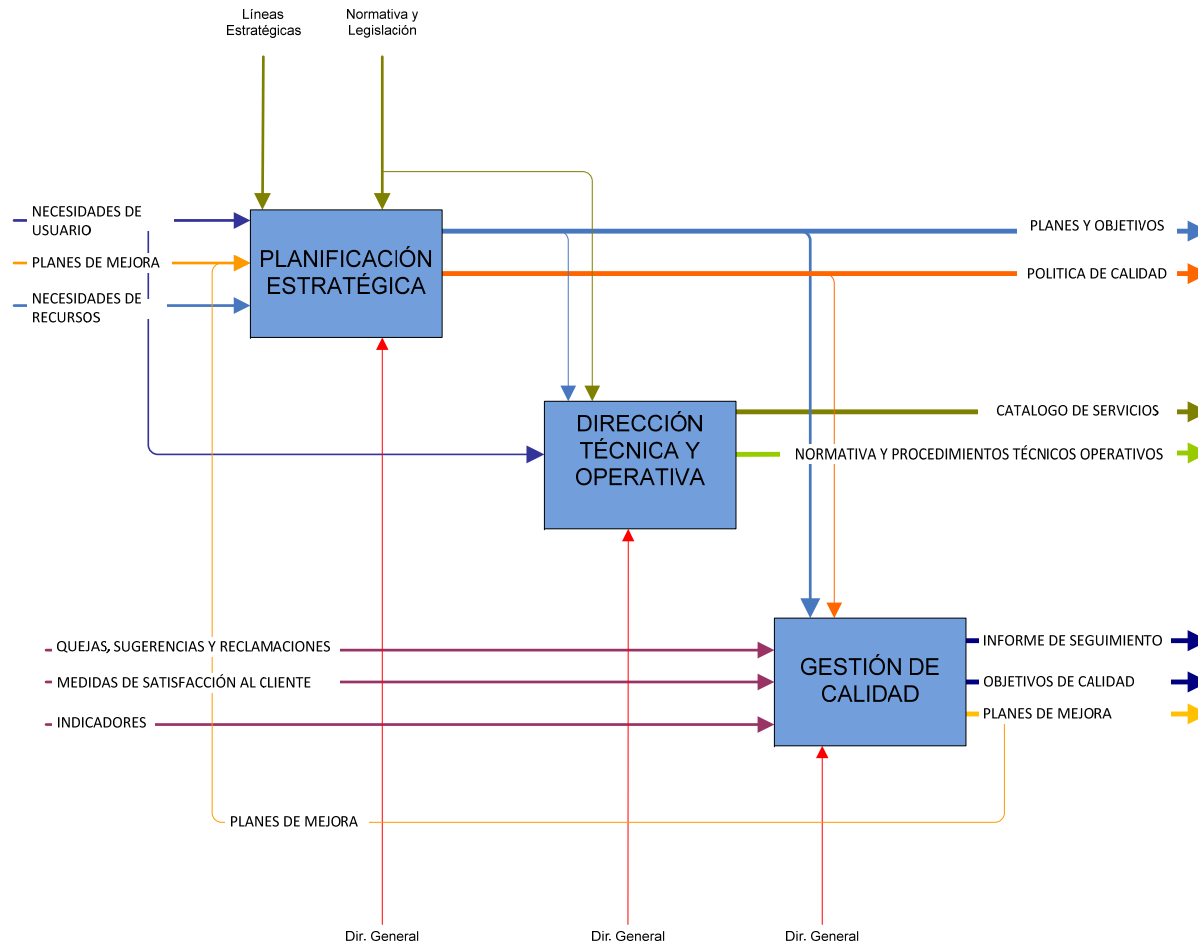 Líneas
Estratégicas
Normativa y
Legislación
NECESIDADES DE
USUARIO
PLANES DE MEJORA
NECESIDADES DE
RECURSOS
PLANIFICACIÓN
ESTRATÉGICA
PLANES Y OBJETIVOS
POLITICA DE CALIDAD
DIRECCIÓN
TÉCNICA Y
OPERATIVA
CATALOGO DE SERVICIOS
NORMATIVA Y PROCEDIMIENTOS TÉCNICOS OPERATIVOS
QUEJAS, SUGERENCIAS Y RECLAMACIONES
MEDIDAS DE SATISFACCIÓN AL CLIENTE
INDICADORES
GESTIÓN DE
CALIDAD
INFORME DE SEGUIMIENTO
OBJETIVOS DE CALIDAD
PLANES DE MEJORA
PLANES DE MEJORA
Dir. General
Dir. General
Dir. General